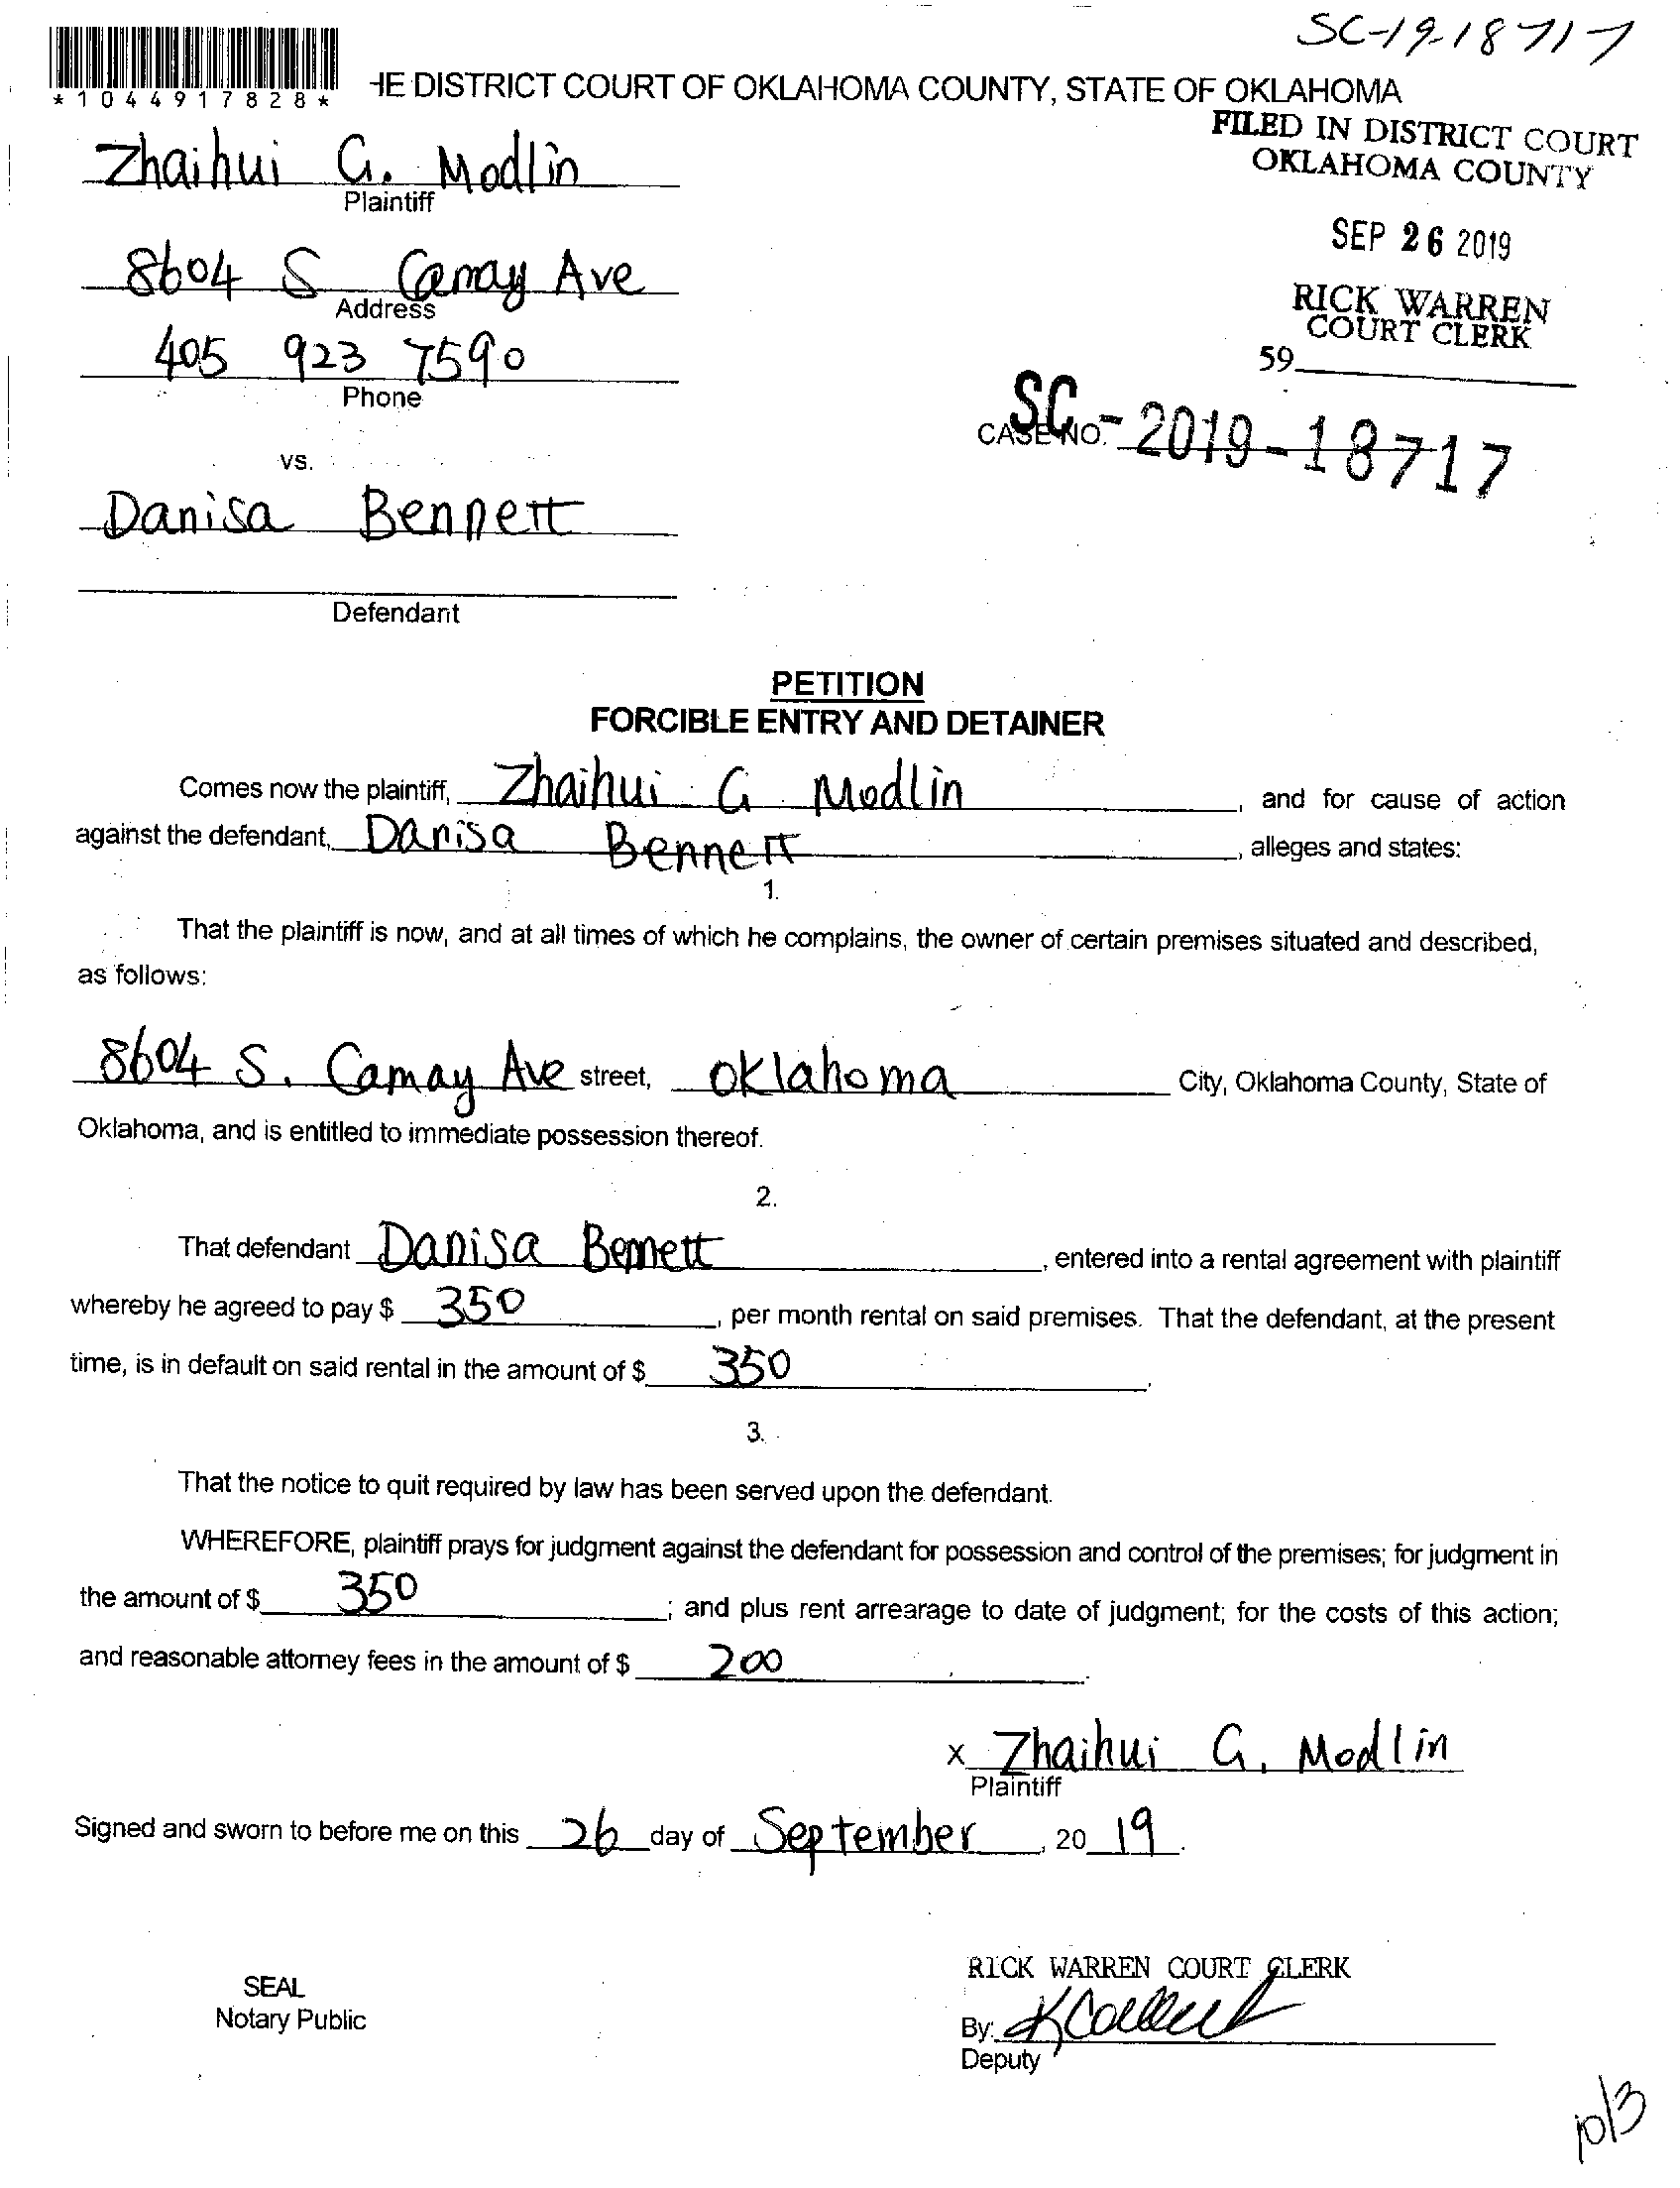 SC-19-18717
*1044917828*
HE DISTRICT COURT OF OKLAHOMA COUNTY, STATE OF OKLAHOMA
FILED IN DISTRICT COURT
OKLAHOMA COUNTY
Zhaihui G. Modlin
Plaintiff
SEP 26 2019
8604 S Camay Ave
Address
RICK WARREN
COURT CLERK
405 923 7590
Phone
59
CASE NO. SC-2019-18717
vs.
Danisa Bennett
Defendant
PETITION
FORCIBLE ENTRY AND DETAINER
Comes now the plaintiff, Zhaihui G Modlin, and for cause of action
against the defendant, Danisa Bennett, alleges and states:
1.
That the plaintiff is now, and at all times of which he complains, the owner of certain premises situated and described,
as follows:
8604 S. Camay Ave street, oklahoma City, Oklahoma County, State of
Oklahoma, and is entitled to immediate possession thereof.
2.
That defendant Danisa Bennett, entered into a rental agreement with plaintiff
whereby he agreed to pay $ 350, per month rental on said premises. That the defendant, at the present
time, is in default on said rental in the amount of $ 350.
3.
That the notice to quit required by law has been served upon the defendant.
WHEREFORE, plaintiff prays for judgment against the defendant for possession and control of the premises; for judgment in
the amount of $ 350; and plus rent arrearage to date of judgment; for the costs of this action;
and reasonable attorney fees in the amount of $ 200.
x Zhaihui G. Modlin
Plaintiff
Signed and sworn to before me on this 26 day of September, 20 19.
RICK WARREN COURT CLERK
SEAL
Notary Public
By:
Deputy
10/3